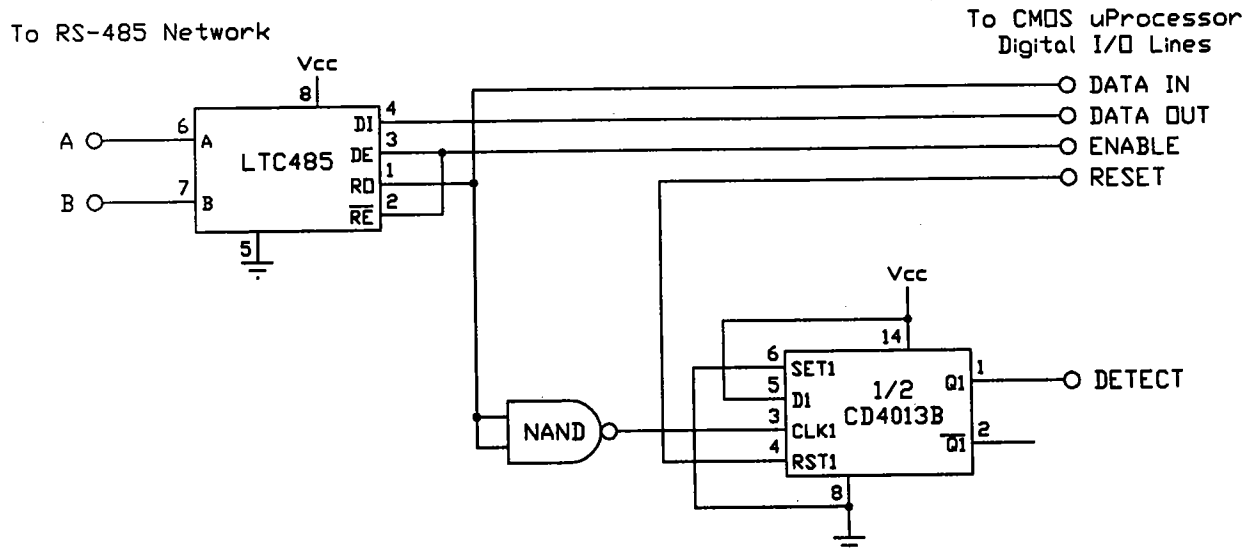 To RS-485 Network
To CMOS uProcessor
Digital I/O Lines
Vcc
8
DATA IN
4
DI
DATA OUT
A
6
A
3
DE
ENABLE
LTC485
1
RO
RESET
B
7
B
2
RE
5
Vcc
14
6
SET1
1
Q1
DETECT
5
D1
1/2
CD4013B
3
CLK1
NAND
2
Q1
4
RST1
8